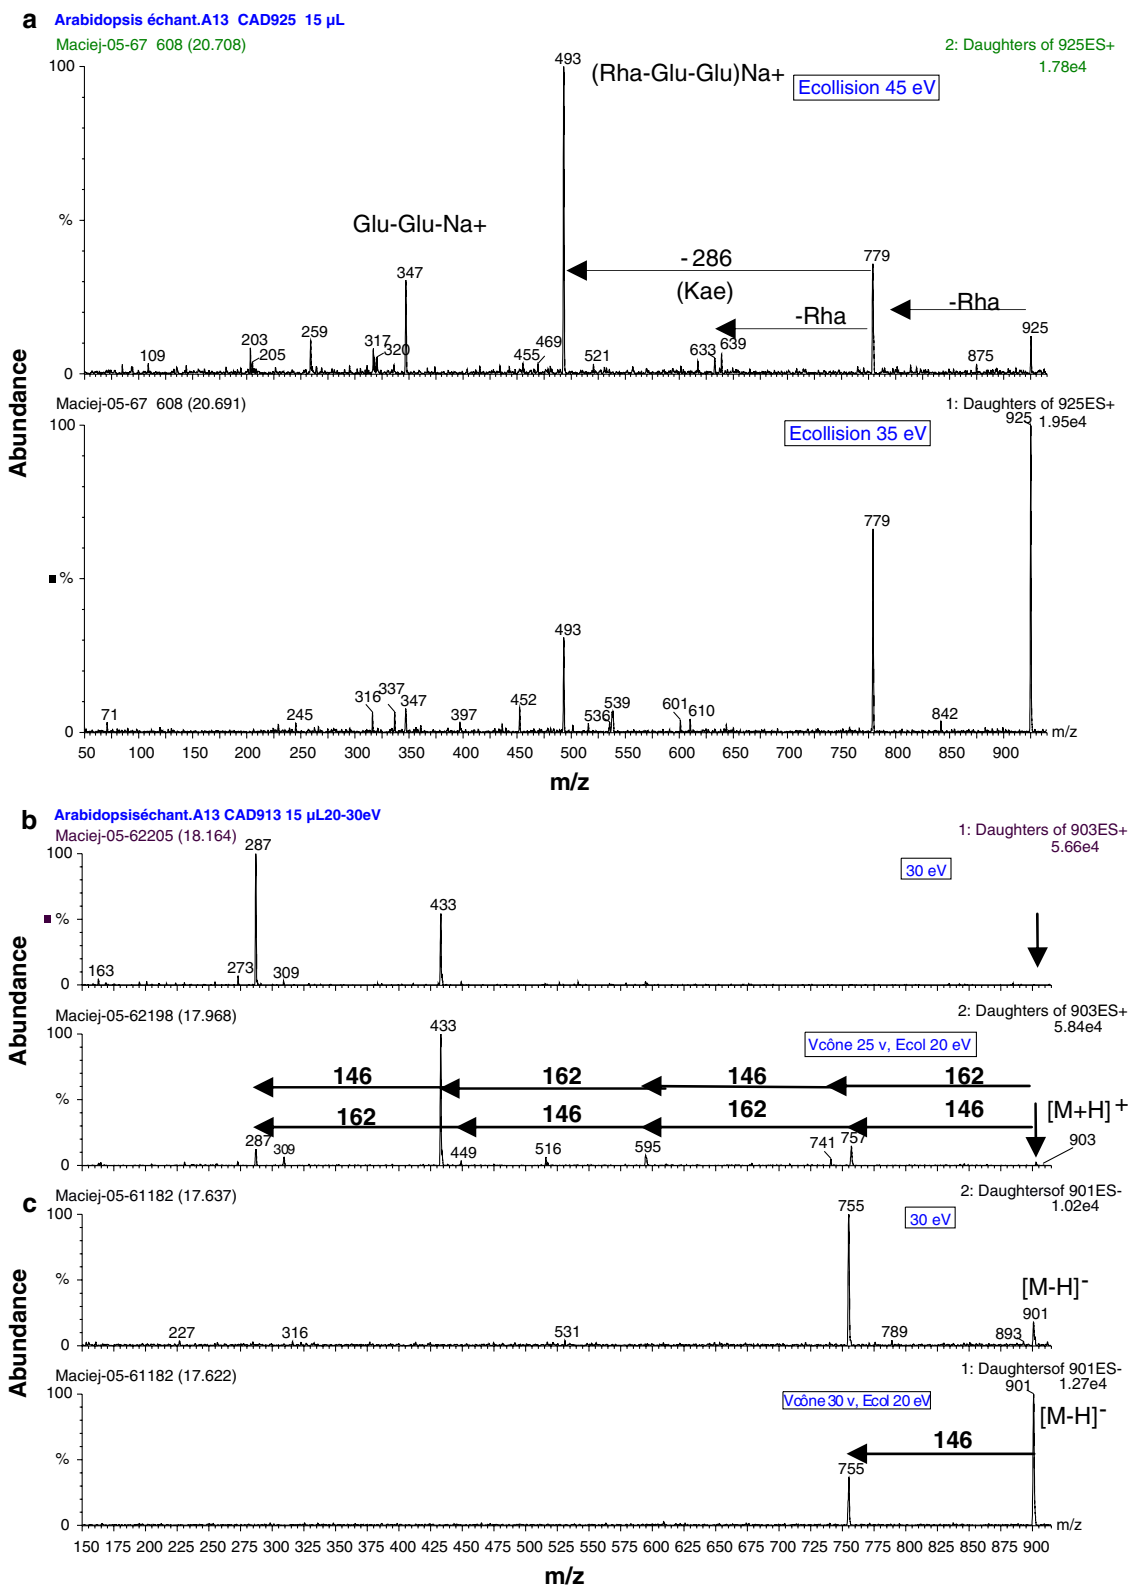 a
Arabidopsis échant.A13 CAD925 15 µL
Maciej-05-67 608 (20.708)
2: Daughters of 925ES+
1.78e4
100
493
(Rha-Glu-Glu)Na+
Ecollision 45 eV
%
Glu-Glu-Na+
347
- 286
(Kae)
779
-Rha
-Rha
925
109
203
205
259
317
320
455
469
521
633
639
875
0
Abundance
Maciej-05-67 608 (20.691)
1: Daughters of 925ES+
1.95e4
100
925
Ecollision 35 eV
779
%
493
71
245
316
337
347
397
452
536
539
601
610
842
0
50 100 150 200 250 300 350 400 450 500 550 600 650 700 750 800 850 900
m/z
m/z
b
Arabidopsiséchant.A13 CAD913 15 µL20-30eV
Maciej-05-62205 (18.164)
1: Daughters of 903ES+
5.66e4
100
287
30 eV
433
%
163
273
309
0
Abundance
Maciej-05-62198 (17.968)
2: Daughters of 903ES+
5.84e4
100
433
Vcône 25 v, Ecol 20 eV
146 162 146 162
%
162 146 162 146
[M+H]+
287
309
449
516
595
741
757
903
0
c
Maciej-05-61182 (17.637)
2: Daughtersof 901ES-
1.02e4
100
755
30 eV
%
[M-H]-
227
316
531
789
893
901
0
Abundance
Maciej-05-61182 (17.622)
1: Daughtersof 901ES-
1.27e4
100
901
Vcône 30 v, Ecol 20 eV
[M-H]-
146
%
755
0
m/z
150 175 200 225 250 275 300 325 350 375 400 425 450 475 500 525 550 575 600 625 650 675 700 725 750 775 800 825 850 875 900
m/z